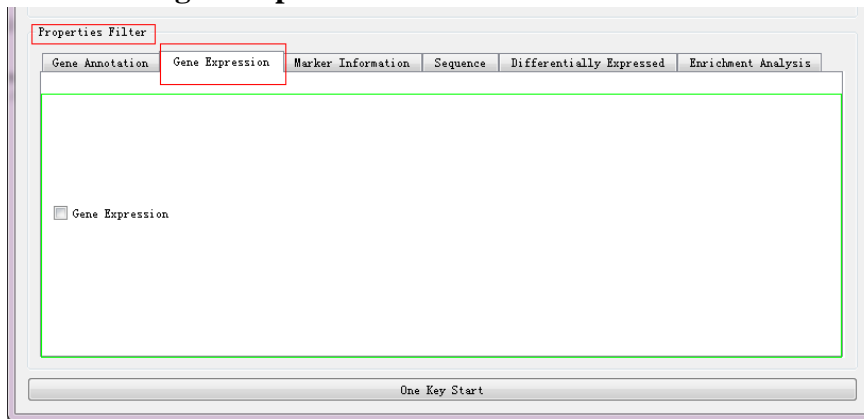 Properties Filter
Gene Annotation Gene Expression Marker Information Sequence Differentially Expressed Enrichment Analysis
Gene Expression
One Key Start